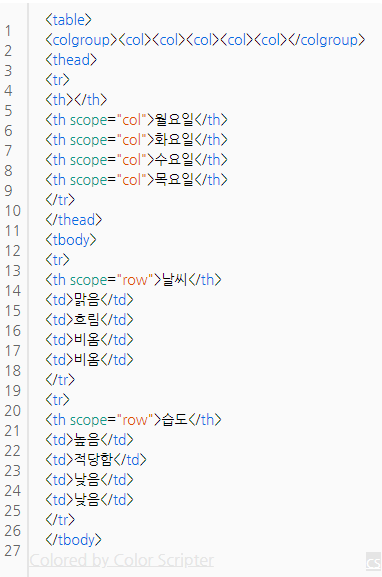 1 <table>
2 <colgroup><col><col><col><col><col></colgroup>
3 <thead>
4 <tr>
5 <th></th>
6 <th scope="col">월요일</th>
7 <th scope="col">화요일</th>
8 <th scope="col">수요일</th>
9 <th scope="col">목요일</th>
10 </tr>
11 </thead>
12 <tbody>
13 <tr>
14 <th scope="row">날씨</th>
15 <td>맑음</td>
16 <td>흐림</td>
17 <td>비옴</td>
18 <td>비옴</td>
19 </tr>
20 <tr>
21 <th scope="row">습도</th>
22 <td>높음</td>
23 <td>적당함</td>
24 <td>낮음</td>
25 <td>낮음</td>
26 </tr>
27 </tbody>
Colored by Color Scripter
cs